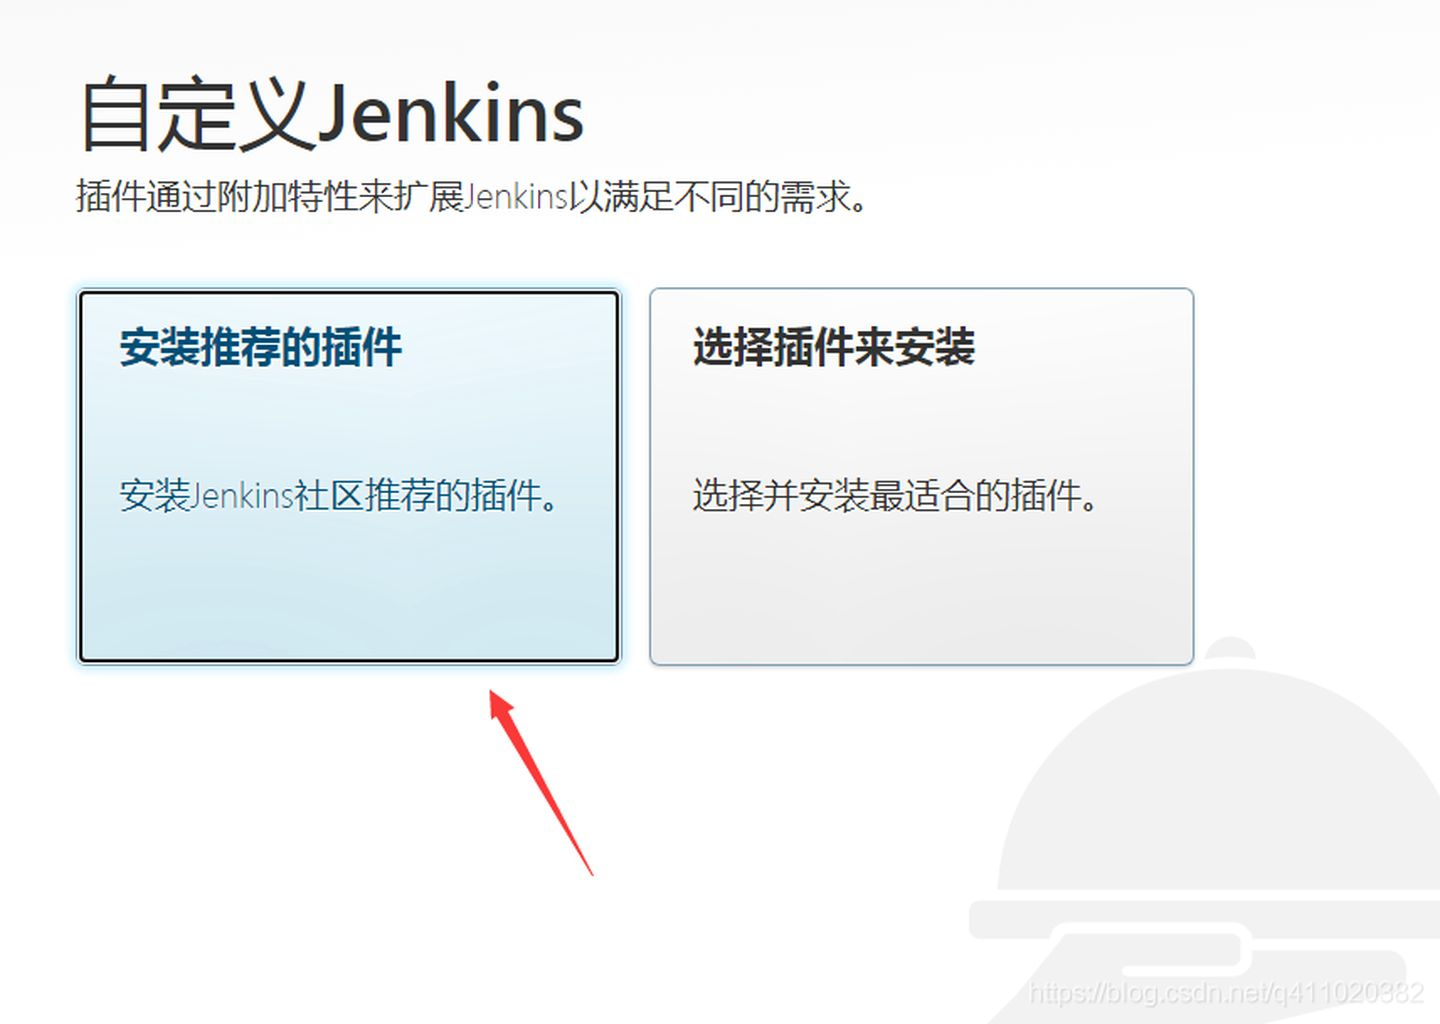 自定义Jenkins
插件通过附加特性来扩展Jenkins以满足不同的需求。
安装推荐的插件
安装Jenkins社区推荐的插件。
选择插件来安装
选择并安装最适合的插件。
https://blog.csdn.net/q411020382